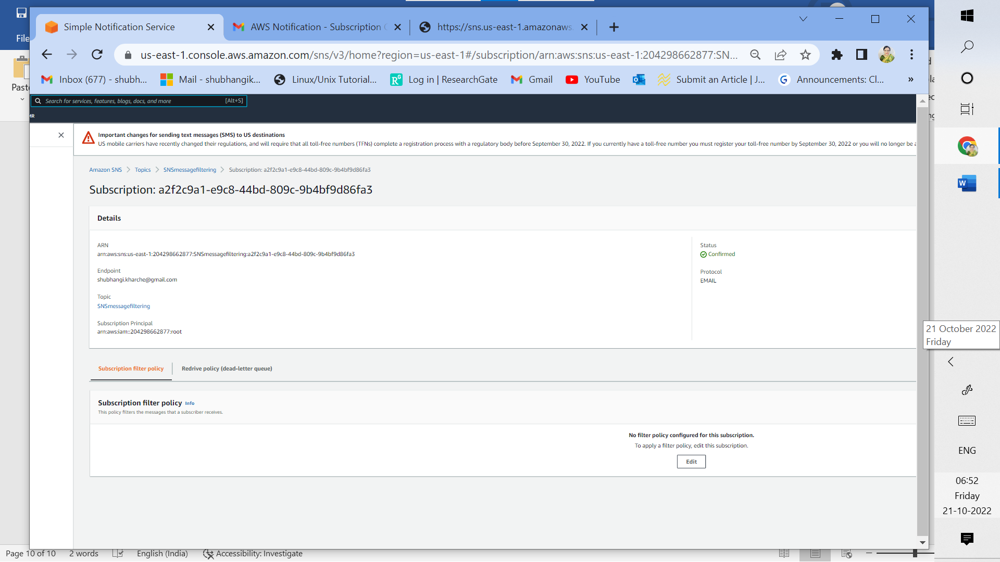 File
Paste
Simple Notification Service
AWS Notification - Subscription C
https://sns.us-east-1.amazonaws.
us-east-1.console.aws.amazon.com/sns/v3/home?region=us-east-1#/subscription/arn:aws:sns:us-east-1:204298662877:SN...
Inbox (677) - shubh...
Mail - shubhangik...
Linux/Unix Tutorial...
Log in | ResearchGate
Gmail
YouTube
Submit an Article | J...
Announcements: Cl...
»
Search for services, features, blogs, docs, and more
[Alt+S]
MR
Important changes for sending text messages (SMS) to US destinations
US mobile carriers have recently changed their regulations, and will require that all toll-free numbers (TFNs) complete a registration process with a regulatory body before September 30, 2022. If you currently have a toll-free number you must register your toll-free number by September 30, 2022 or you will no longer be a
Amazon SNS
Topics
SNSmessagefiltering
Subscription: a2f2c9a1-e9c8-44bd-809c-9b4bf9d86fa3
Subscription: a2f2c9a1-e9c8-44bd-809c-9b4bf9d86fa3
Details
ARN
arn:aws:sns:us-east-1:204298662877:SNSmessagefiltering:a2f2c9a1-e9c8-44bd-809c-9b4bf9d86fa3
Endpoint
shubhangi.kharche@gmail.com
Topic
SNSmessagefiltering
Subscription Principal
arn:aws:iam::204298662877:root
Status
Confirmed
Protocol
EMAIL
Subscription filter policy
Redrive policy (dead-letter queue)
Subscription filter policy Info
This policy filters the messages that a subscriber receives.
No filter policy configured for this subscription.
To apply a filter policy, edit this subscription.
Edit
21 October 2022
Friday
ENG
06:52
Friday
21-10-2022
Page 10 of 10
2 words
English (India)
Accessibility: Investigate